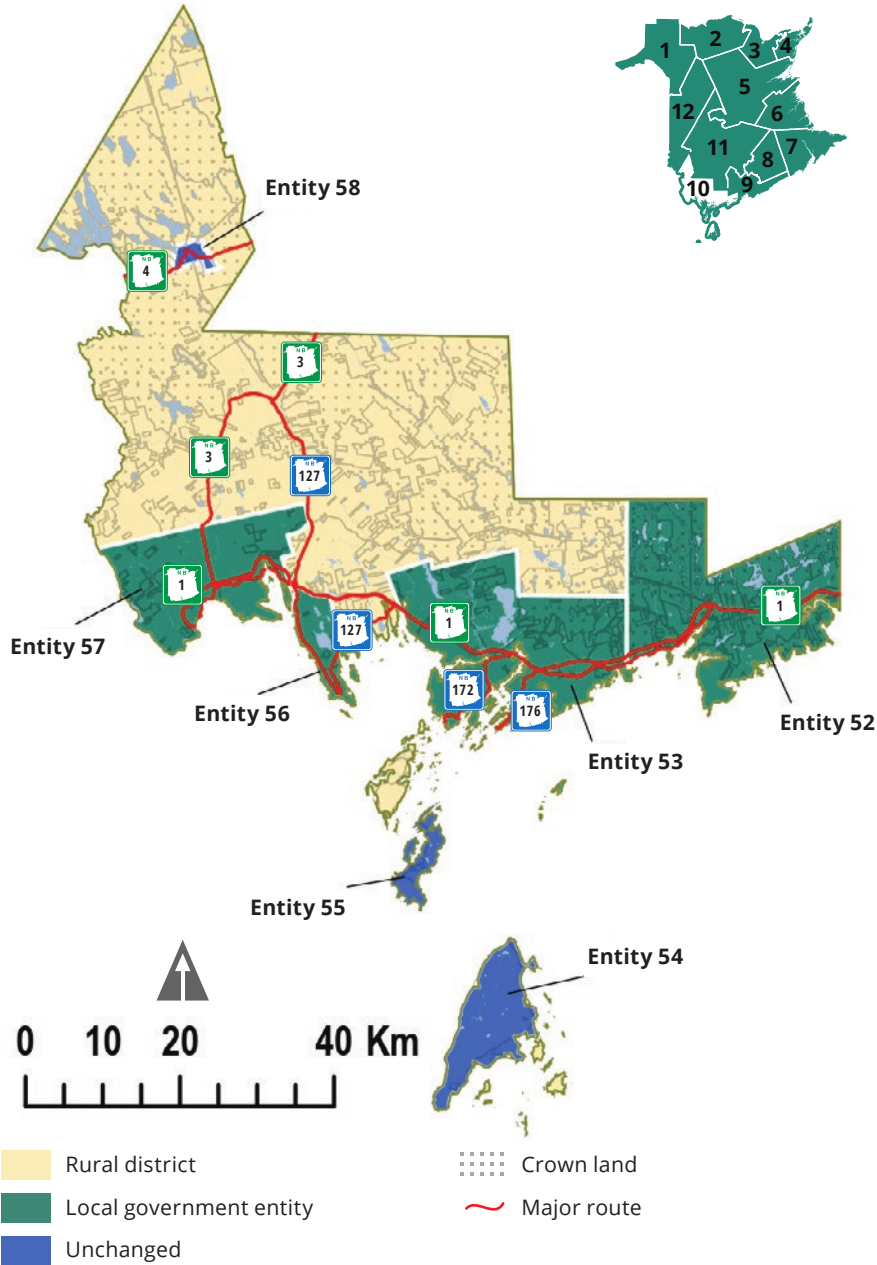 1
2
3
4
5
6
7
8
9
10
11
12
Entity 58
NB
4
NB
3
NB
3
NB
127
NB
1
NB
127
NB
1
NB
1
NB
172
NB
176
Entity 57
Entity 56
Entity 52
Entity 53
Entity 55
Entity 54
0 10 20 40 Km
Rural district
Crown land
Local government entity
Major route
Unchanged